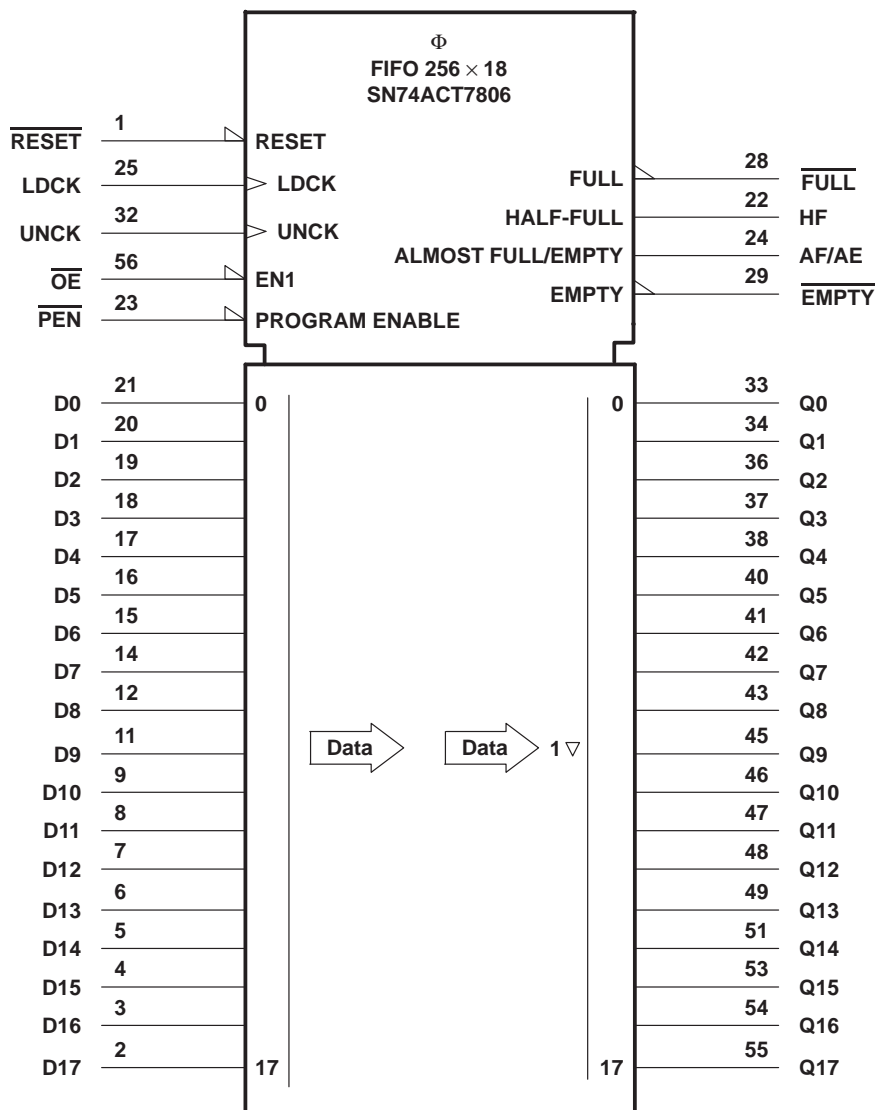 Φ
FIFO 256 × 18
SN74ACT7806
RESET 1 RESET
LDCK 25 LDCK
UNCK 32 UNCK
OE 56 EN1
PEN 23 PROGRAM ENABLE
FULL 28 FULL
HALF-FULL 22 HF
ALMOST FULL/EMPTY 24 AF/AE
EMPTY 29 EMPTY
D0 21 0 0 33 Q0
D1 20 34 Q1
D2 19 36 Q2
D3 18 37 Q3
D4 17 38 Q4
D5 16 40 Q5
D6 15 41 Q6
D7 14 42 Q7
D8 12 43 Q8
D9 11 Data Data 1 ▽ 45 Q9
D10 9 46 Q10
D11 8 47 Q11
D12 7 48 Q12
D13 6 49 Q13
D14 5 51 Q14
D15 4 53 Q15
D16 3 54 Q16
D17 2 17 17 55 Q17